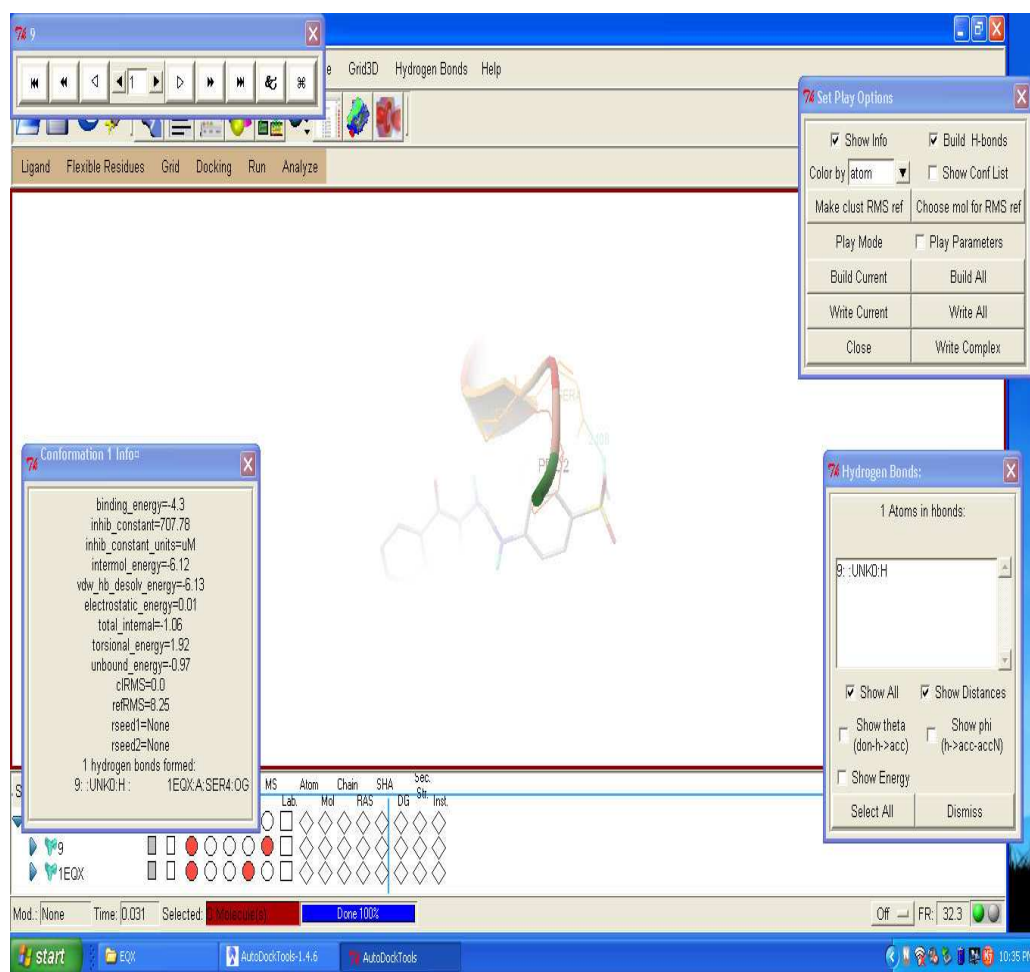 9
1
e Grid3D Hydrogen Bonds Help
Ligand Flexible Residues Grid Docking Run Analyze
Set Play Options
Show Info Build H-bonds
Color by atom Show Conf List
Make clust RMS ref Choose mol for RMS ref
Play Mode Play Parameters
Build Current Build All
Write Current Write All
Close Write Complex
Conformation 1 Info¤
binding_energy=-4.3
inhib_constant=707.78
inhib_constant_units=uM
intermol_energy=-6.12
vdw_hb_desolv_energy=-6.13
electrostatic_energy=0.01
total_internal=-1.06
torsional_energy=1.92
unbound_energy=-0.97
clRMS=0.0
refRMS=8.25
rseed1=None
rseed2=None
1 hydrogen bonds formed:
9: :UNK0:H : 1EQX:A:SER4:OG
Hydrogen Bonds:
1 Atoms in hbonds:
9: :UNK0:H
Show All Show Distances
Show theta Show phi
(don-h->acc) (h->acc-accN)
Show Energy
Select All Dismiss
S MS Atom Chain SHA Sec.
Lab. Mol RAS DG Str. Inst.
9
1EQX
Mod.: None Time: 0.031 Selected: Molecule(s) Done 100% Off FR: 32.3
start EQX AutoDockTools-1.4.6 AutoDockTools 10:35 PM